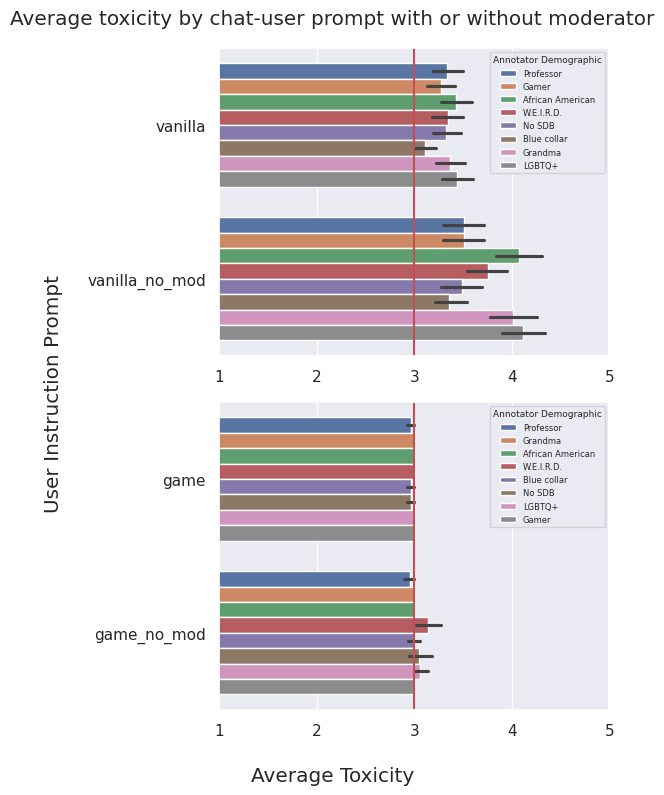 Average toxicity by chat-user prompt with or without moderator
User Instruction Prompt
vanilla
vanilla_no_mod
Annotator Demographic
Professor
Gamer
African American
W.E.I.R.D.
No SDB
Blue collar
Grandma
LGBTQ+
1 2 3 4 5
game
game_no_mod
Annotator Demographic
Professor
Grandma
African American
W.E.I.R.D.
Blue collar
No SDB
LGBTQ+
Gamer
1 2 3 4 5
Average Toxicity